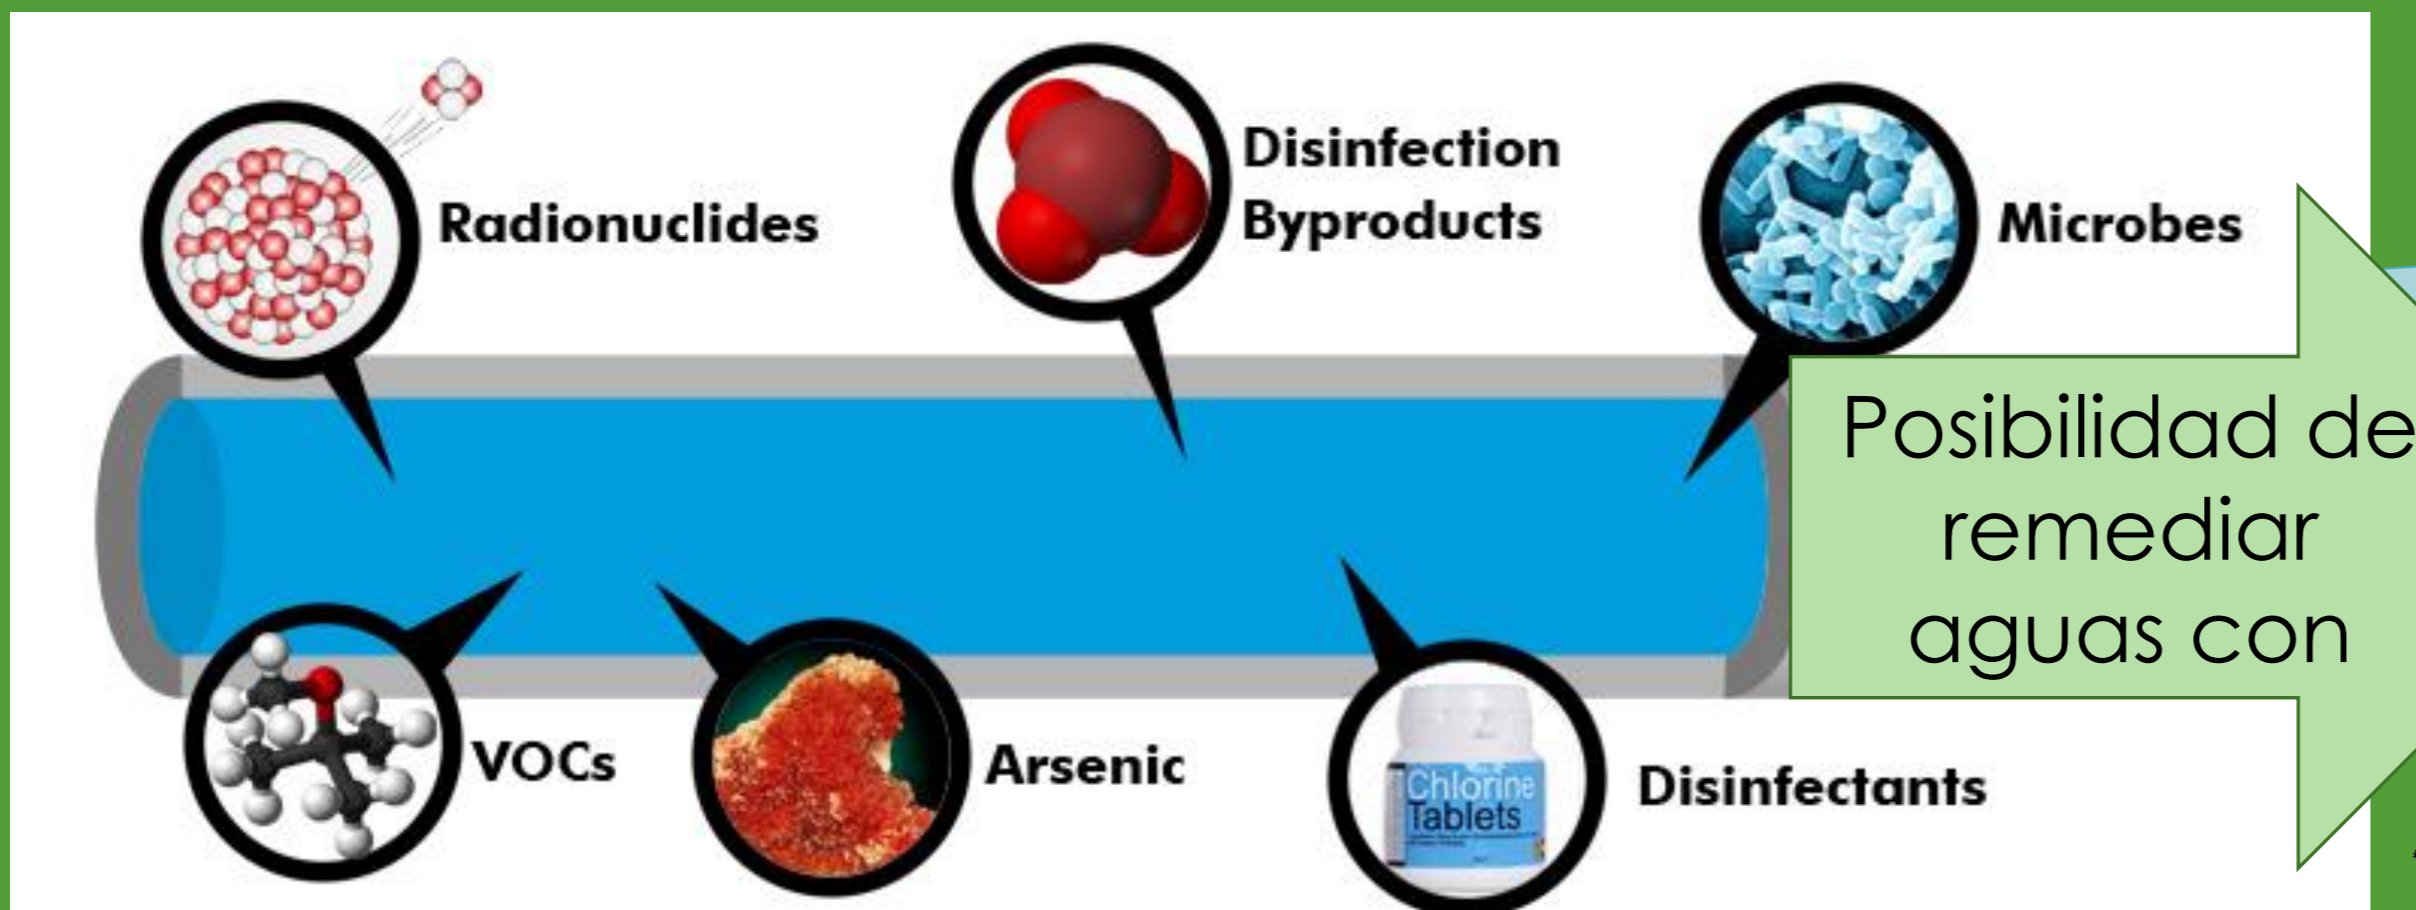 Radionuclides
Disinfection
Byproducts
Microbes
Posibilidad de
remediar
aguas con
VOCs
Arsenic
Chlorine
Tablets
Disinfectants